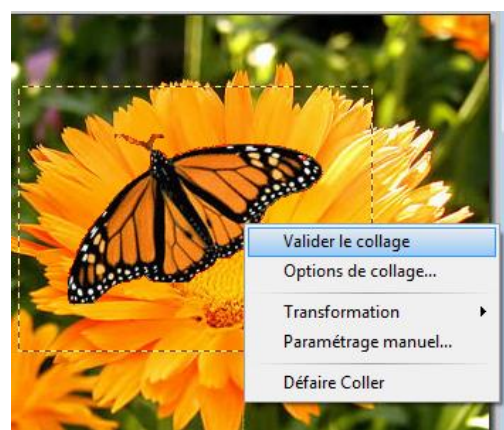 Valider le collage
Options de collage...
Transformation
Paramétrage manuel...
Défaire Coller